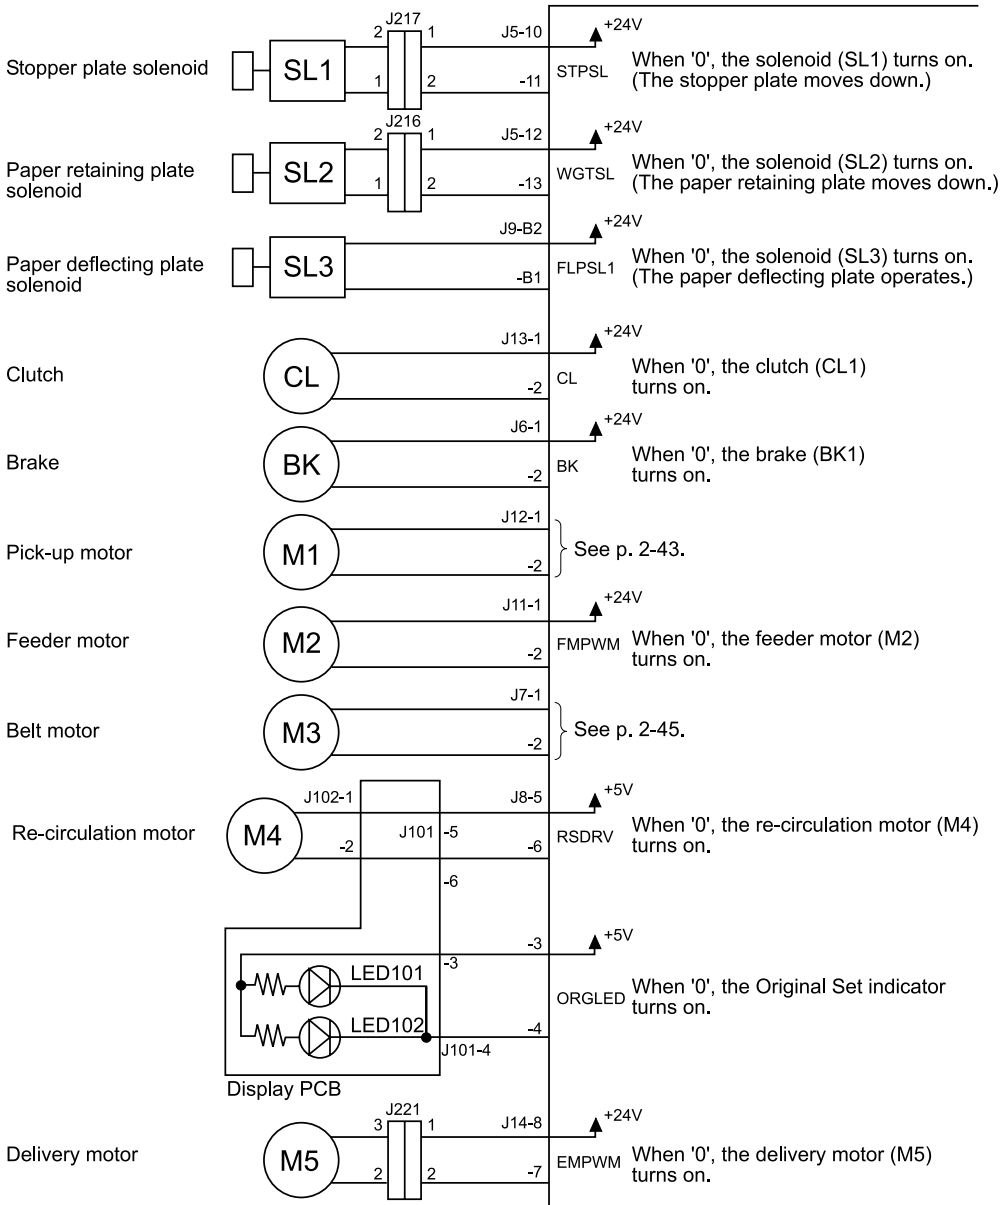 J217
2 1 J5-10 +24V
Stopper plate solenoid SL1 STPSL When '0', the solenoid (SL1) turns on.
(The stopper plate moves down.)
1 2 -11
J216
2 1 J5-12 +24V
Paper retaining plate
solenoid
SL2 WGTSL When '0', the solenoid (SL2) turns on.
(The paper retaining plate moves down.)
1 2 -13
J9-B2 +24V
Paper deflecting plate
solenoid
SL3 FLPSL1 When '0', the solenoid (SL3) turns on.
(The paper deflecting plate operates.)
-B1
J13-1 +24V
Clutch CL CL When '0', the clutch (CL1)
turns on.
-2
J6-1 +24V
Brake BK BK When '0', the brake (BK1)
turns on.
-2
J12-1
Pick-up motor M1 See p. 2-43.
-2
J11-1 +24V
Feeder motor M2 FMPWM When '0', the feeder motor (M2)
turns on.
-2
J7-1
Belt motor M3 See p. 2-45.
-2
J102-1 J8-5 +5V
Re-circulation motor M4 J101 -5 RSDRV When '0', the re-circulation motor (M4)
turns on.
-2 -6
-6
-3 +5V
-3
LED101 ORGLED When '0', the Original Set indicator
turns on.
LED102 -4
J101-4
Display PCB
J221
3 1 J14-8 +24V
Delivery motor M5 EMPWM When '0', the delivery motor (M5)
turns on.
2 2 -7